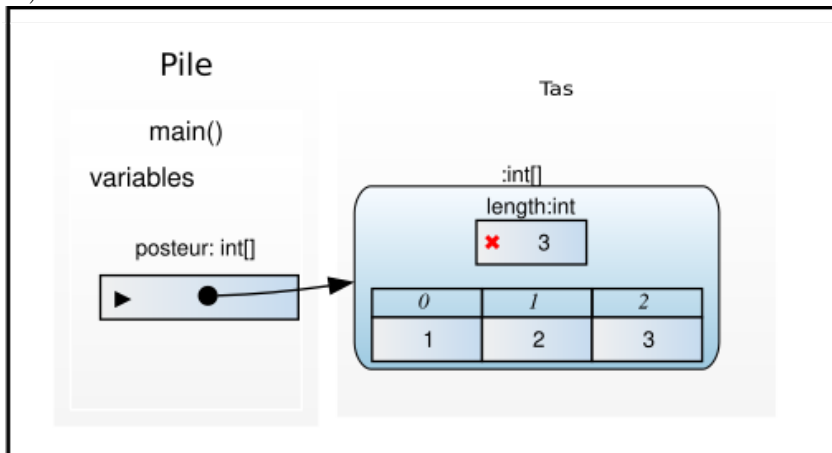 Pile
Tas
main()
variables
posteur: int[]
:int[]
length:int
3
0 1 2
1 2 3